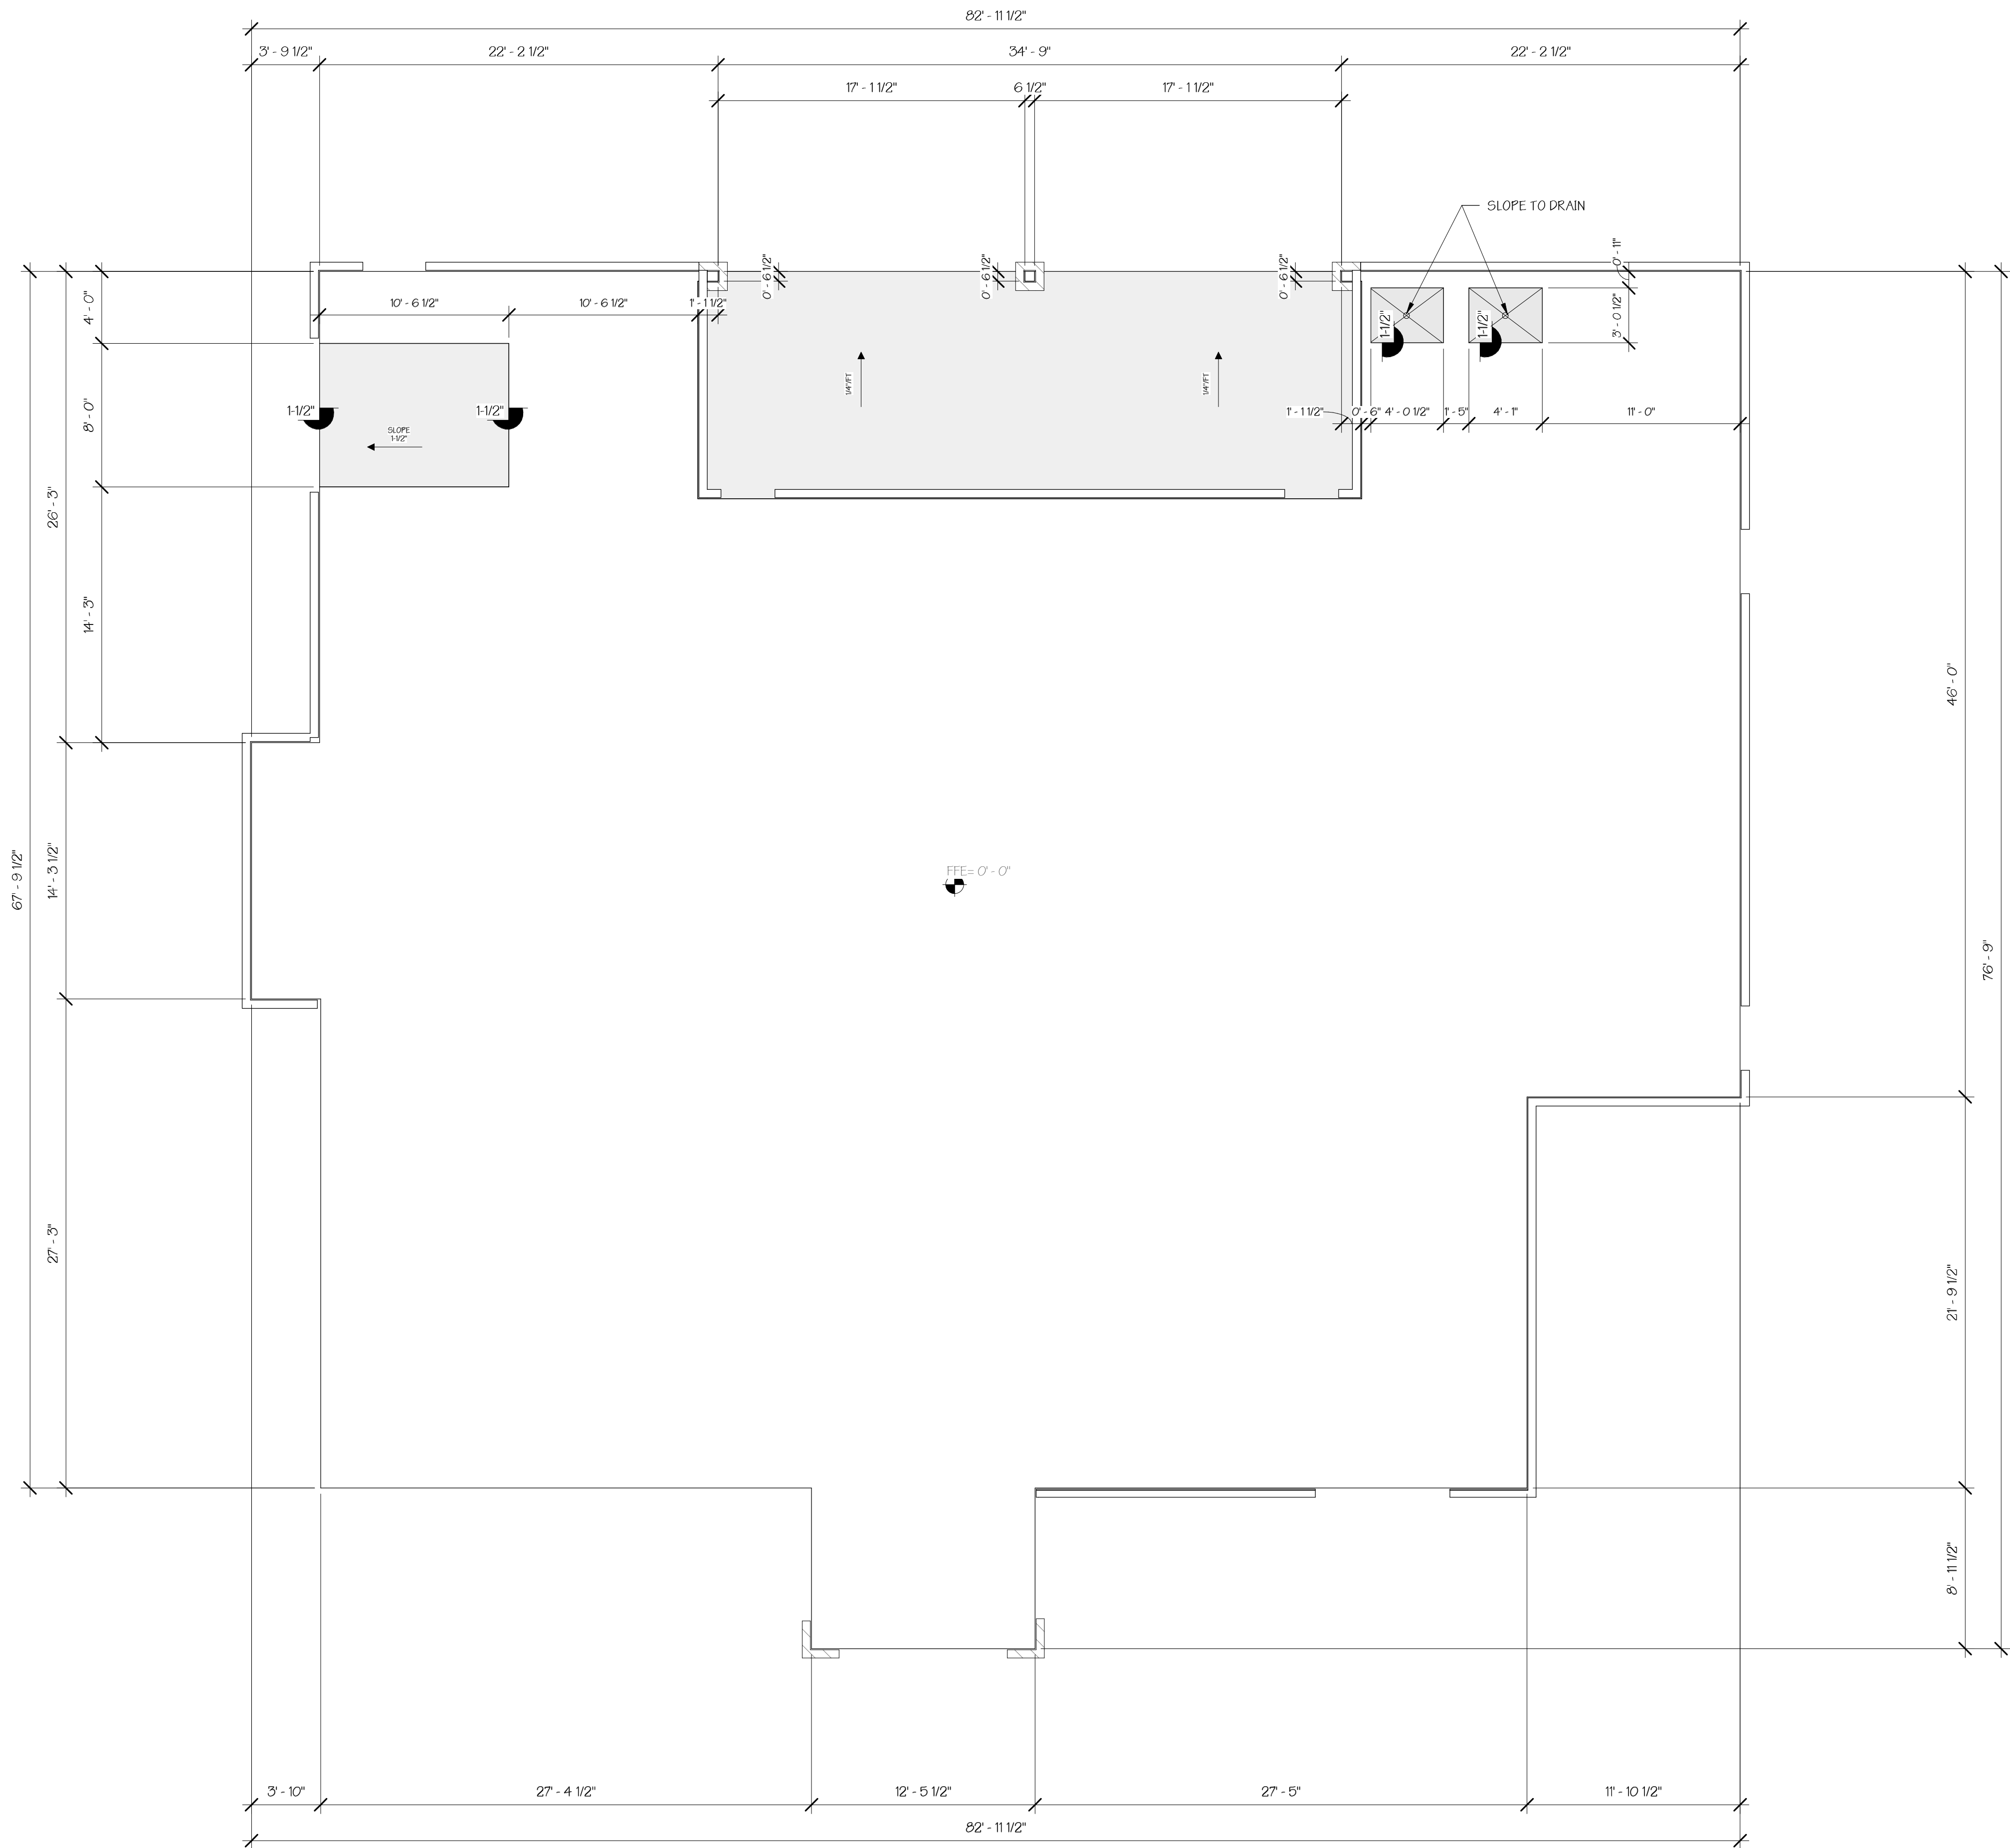 82' - 11 1/2"
3' - 9 1/2"
22' - 2 1/2"
34' - 9"
22' - 2 1/2"
17' - 1 1/2"
6 1/2"
17' - 1 1/2"
SLOPE TO DRAIN
0' - 11"
0' - 6 1/2"
0' - 6 1/2"
0' - 6 1/2"
4' - 0"
10' - 6 1/2"
10' - 6 1/2"
1' - 1 1/2"
1-1/2"
1-1/2"
3' - 0 1/2"
1/4"/FT
1/4"/FT
8' - 0"
1-1/2"
1-1/2"
SLOPE
1-1/2"
1' - 1 1/2"
0' - 6"
4' - 0 1/2"
1' - 5"
4' - 1"
11' - 0"
26' - 3"
14' - 3"
46' - 0"
67' - 9 1/2"
14' - 3 1/2"
FFE= 0' - 0"
76' - 9"
27' - 3"
21' - 9 1/2"
8' - 11 1/2"
3' - 10"
27' - 4 1/2"
12' - 5 1/2"
27' - 5"
11' - 10 1/2"
82' - 11 1/2"